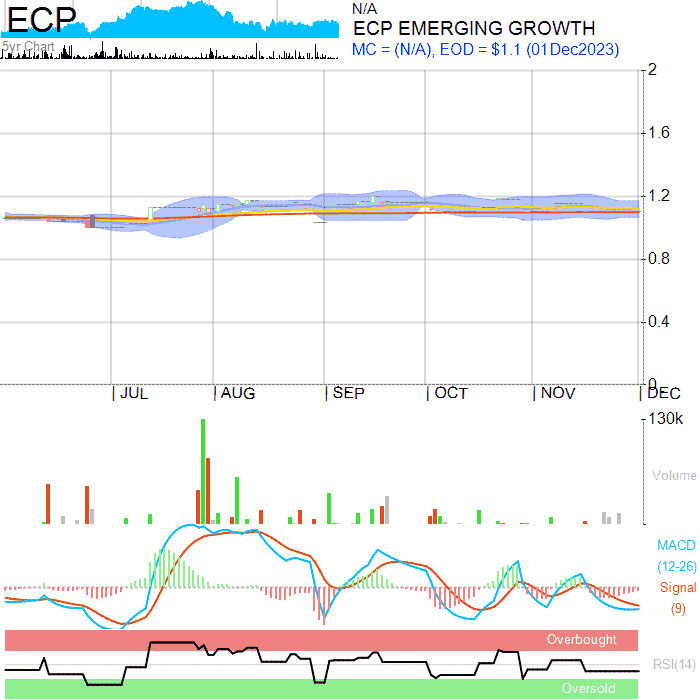 ECP
5yr Chart
N/A
ECP EMERGING GROWTH
MC = (N/A), EOD = $1.1 (01Dec2023)
2
1.6
1.2
0.8
0.4
0
JUL AUG SEP OCT NOV DEC
130k
Volume
MACD
(12-26)
Signal
(9)
Overbought
RSI(14)
Oversold